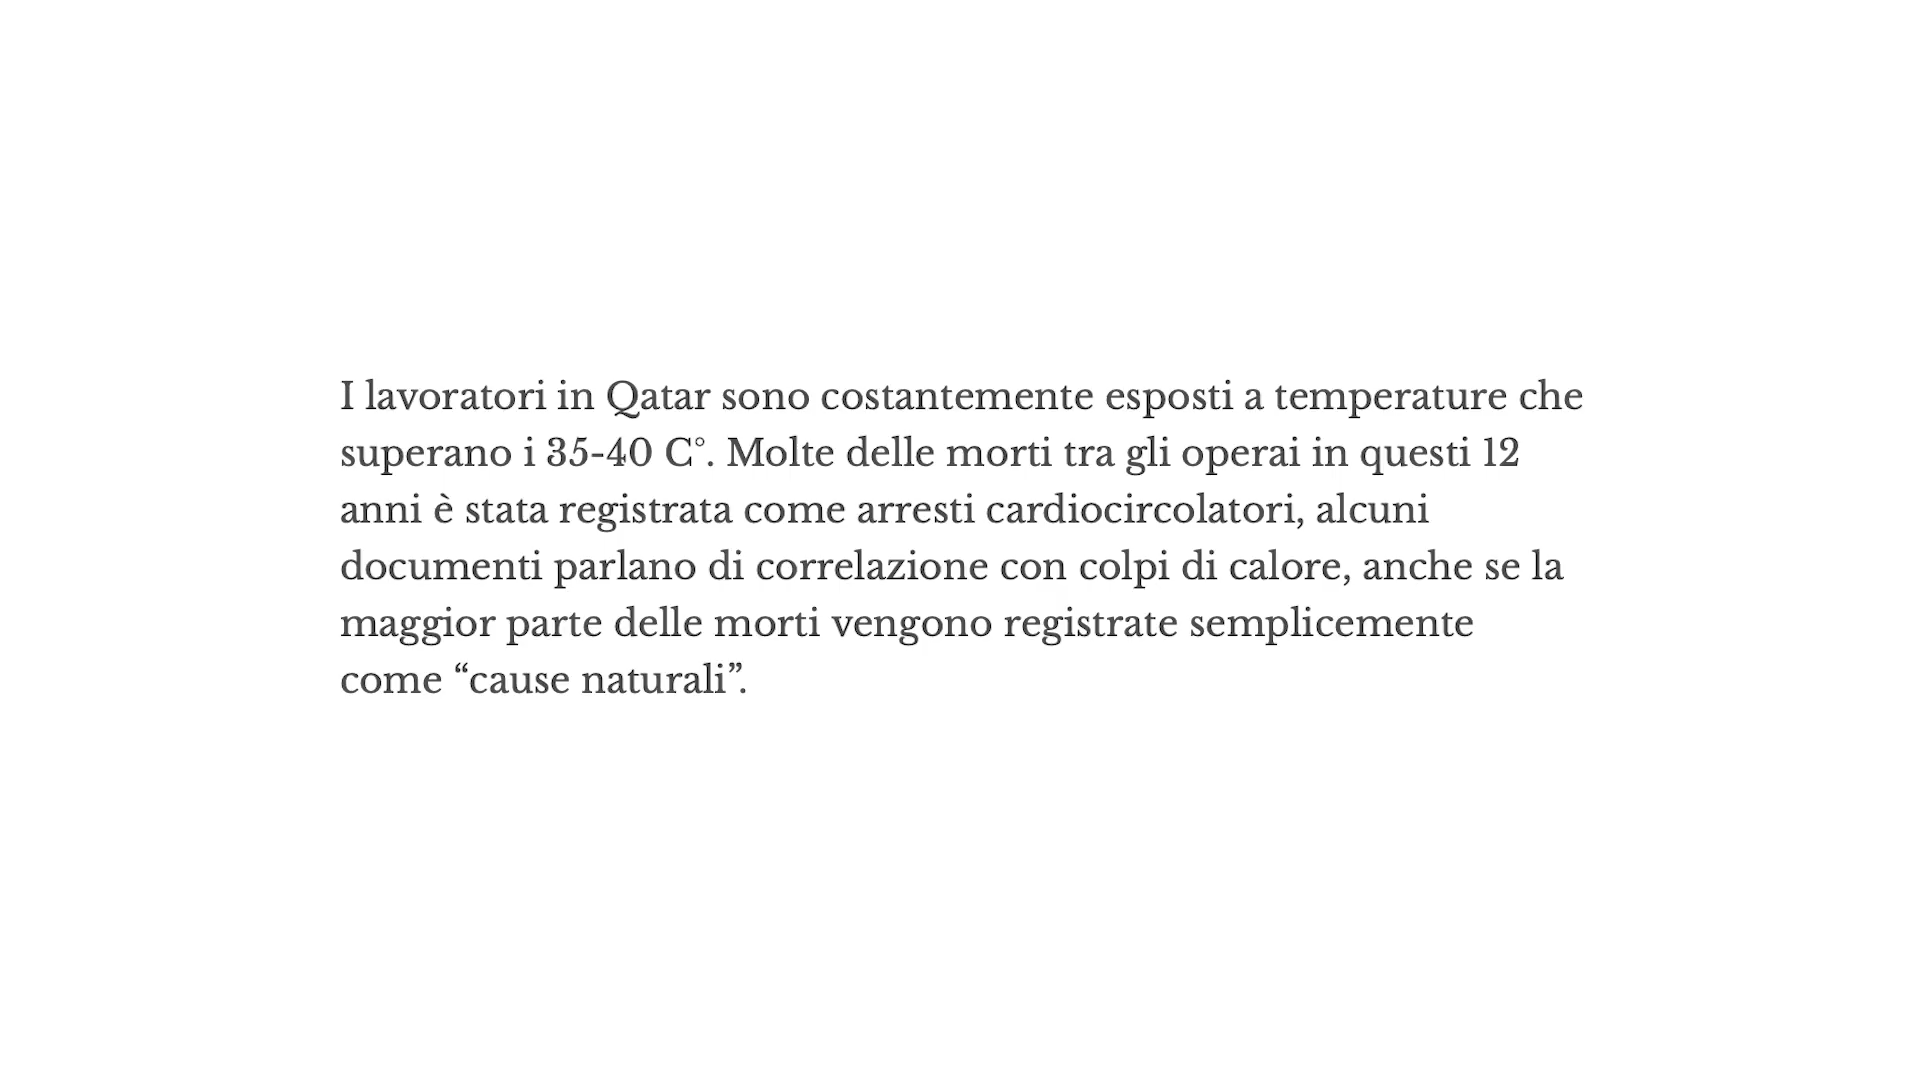 I lavoratori in Qatar sono costantemente esposti a temperature che
superano i 35-40 C°. Molte delle morti tra gli operai in questi 12
anni è stata registrata come arresti cardiocircolatori, alcuni
documenti parlano di correlazione con colpi di calore, anche se la
maggior parte delle morti vengono registrate semplicemente
come “cause naturali”.